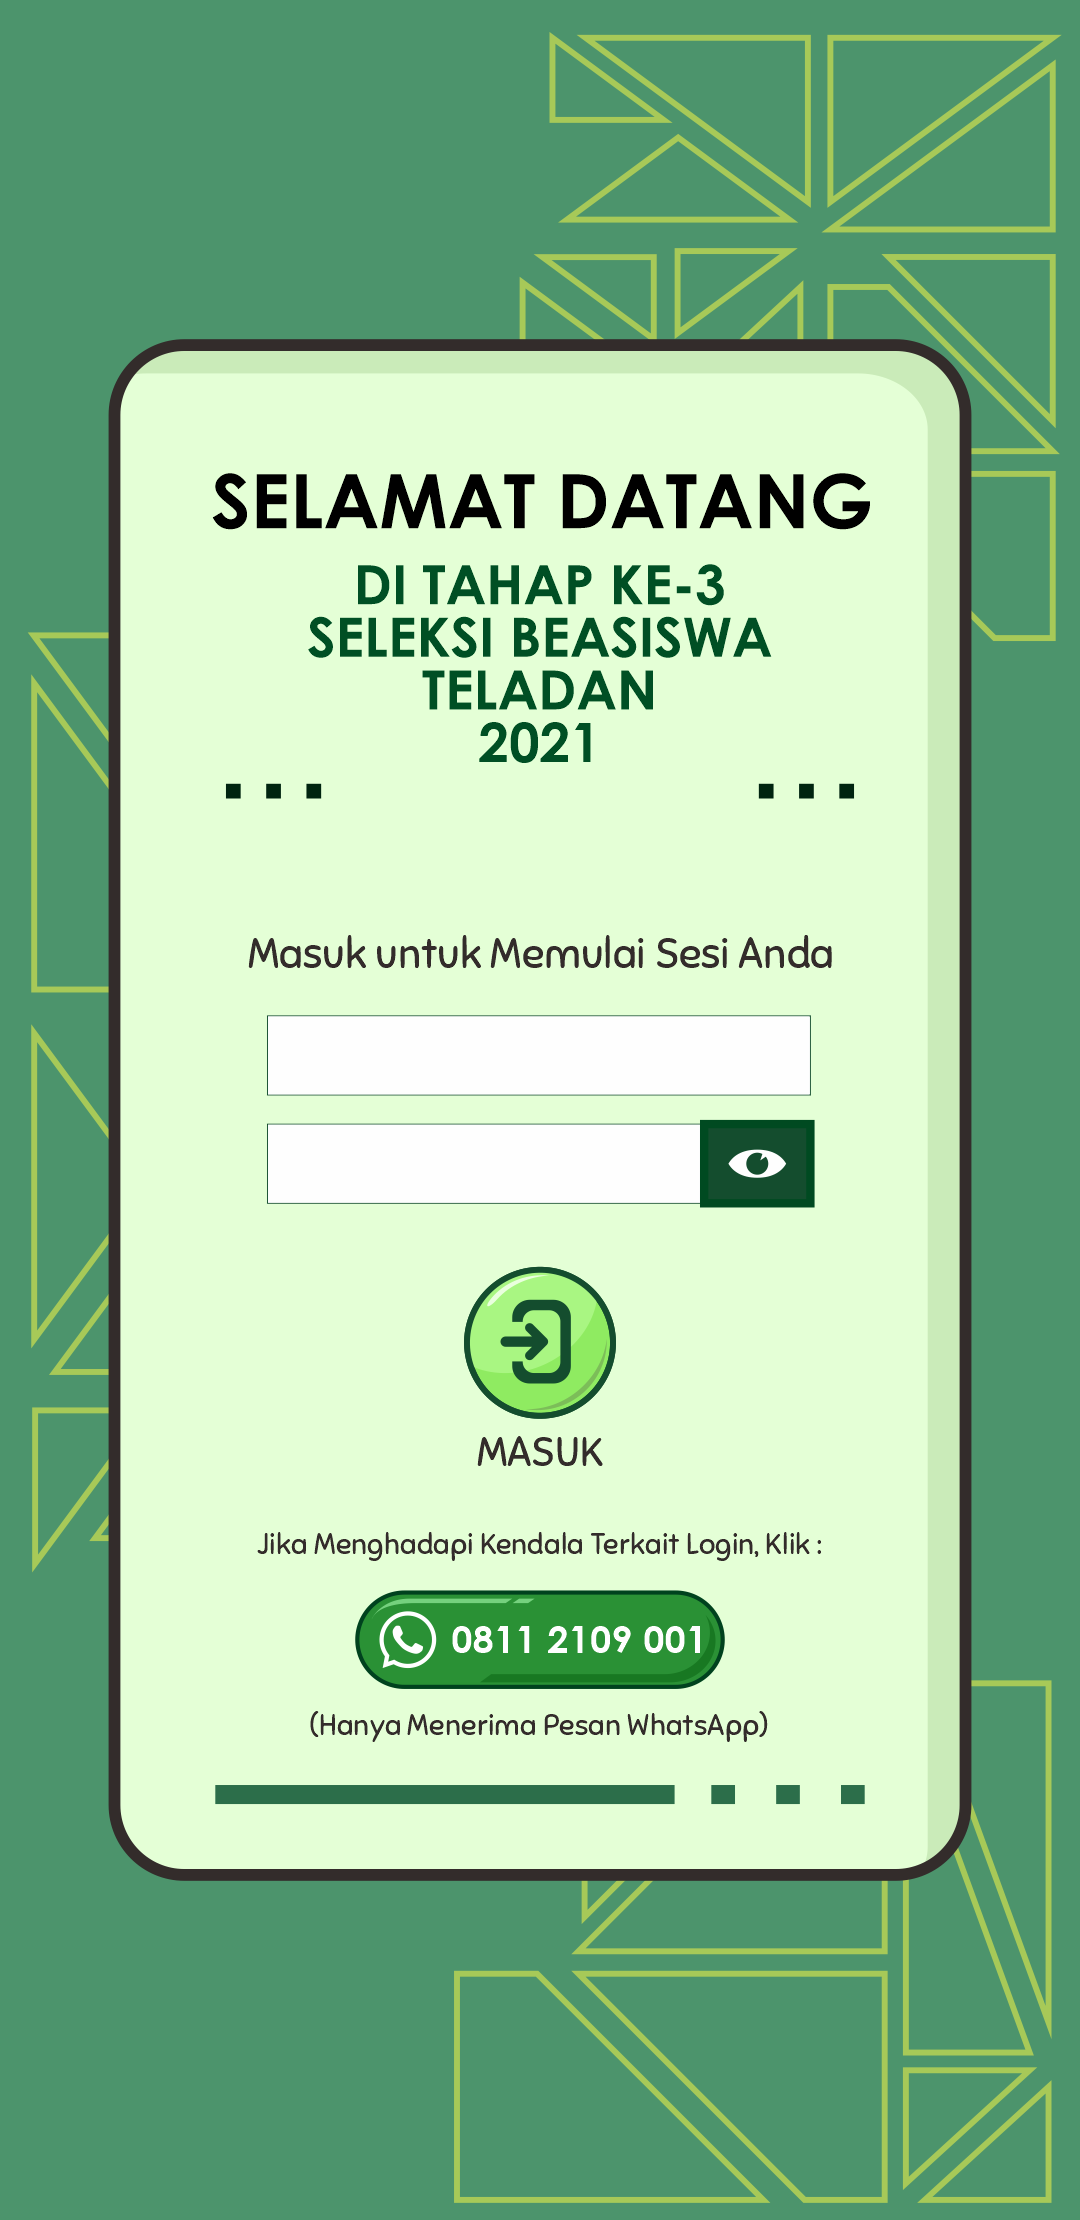 SELAMAT DATANG
DI TAHAP KE-3
SELEKSI BEASISWA
TELADAN
2021
Masuk untuk Memulai Sesi Anda
MASUK
Jika Menghadapi Kendala Terkait Login, Klik :
0811 2109 001
(Hanya Menerima Pesan WhatsApp)